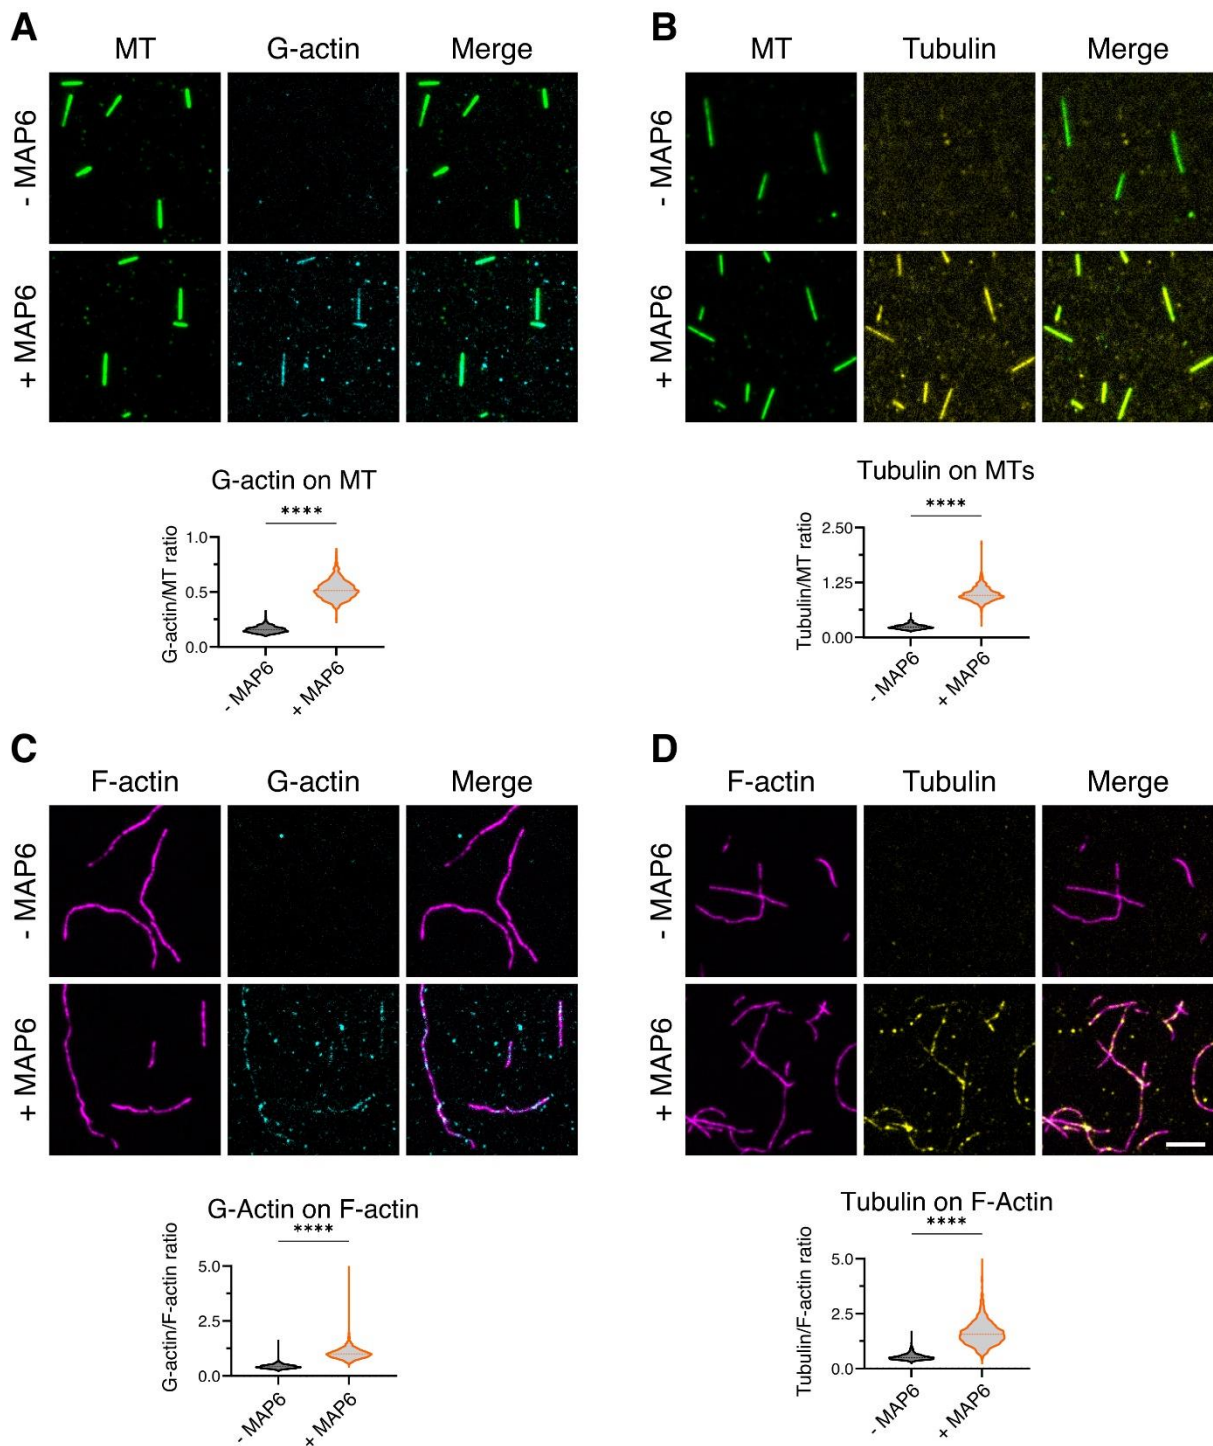 A
MT G-actin Merge
- MAP6
+ MAP6
G-actin on MT
****
G-actin/MT ratio
1.0
0.5
0.0
- MAP6
+ MAP6
B
MT Tubulin Merge
- MAP6
+ MAP6
Tubulin on MTs
****
Tubulin/MT ratio
2.50
1.25
0.00
- MAP6
+ MAP6
C
F-actin G-actin Merge
- MAP6
+ MAP6
G-Actin on F-actin
****
G-actin/F-actin ratio
5.0
2.5
0.0
- MAP6
+ MAP6
D
F-actin Tubulin Merge
- MAP6
+ MAP6
Tubulin on F-Actin
****
Tubulin/F-actin ratio
5.0
2.5
0.0
- MAP6
+ MAP6